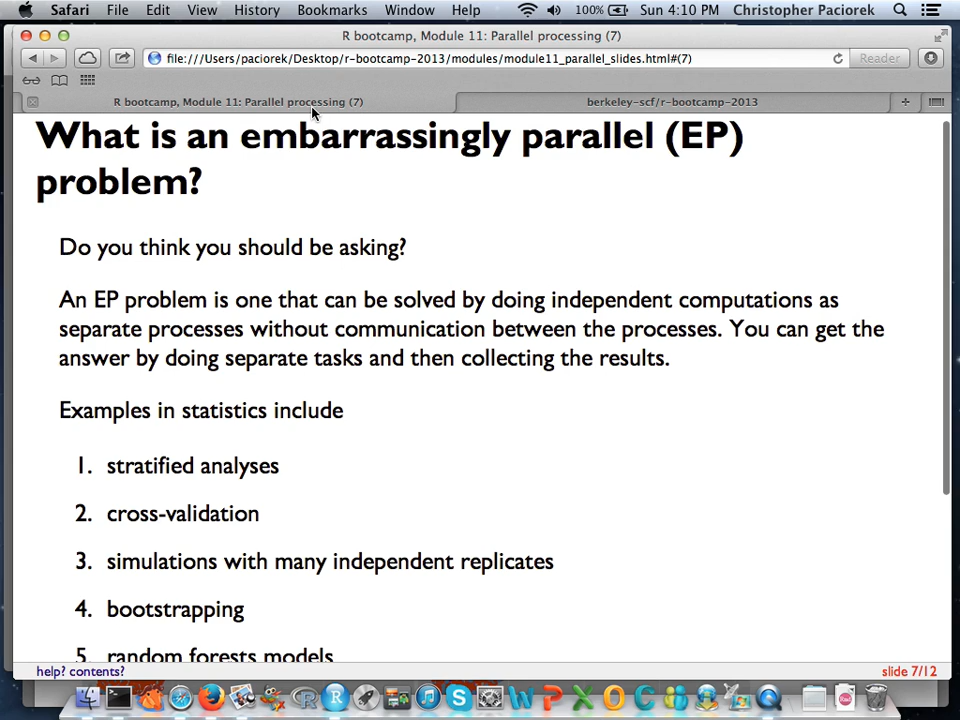 Safari File Edit View History Bookmarks Window Help 100% Sun 4:10 PM Christopher Paciorek
R bootcamp, Module 11: Parallel processing (7)
file:///Users/paciorek/Desktop/r-bootcamp-2013/modules/module11_parallel_slides.html#(7) Reader
R bootcamp, Module 11: Parallel processing (7) berkeley-scf/r-bootcamp-2013
What is an embarrassingly parallel (EP)
problem?
Do you think you should be asking?
An EP problem is one that can be solved by doing independent computations as
separate processes without communication between the processes. You can get the
answer by doing separate tasks and then collecting the results.
Examples in statistics include
1. stratified analyses
2. cross-validation
3. simulations with many independent replicates
4. bootstrapping
5. random forests models
help? contents? slide 7/12